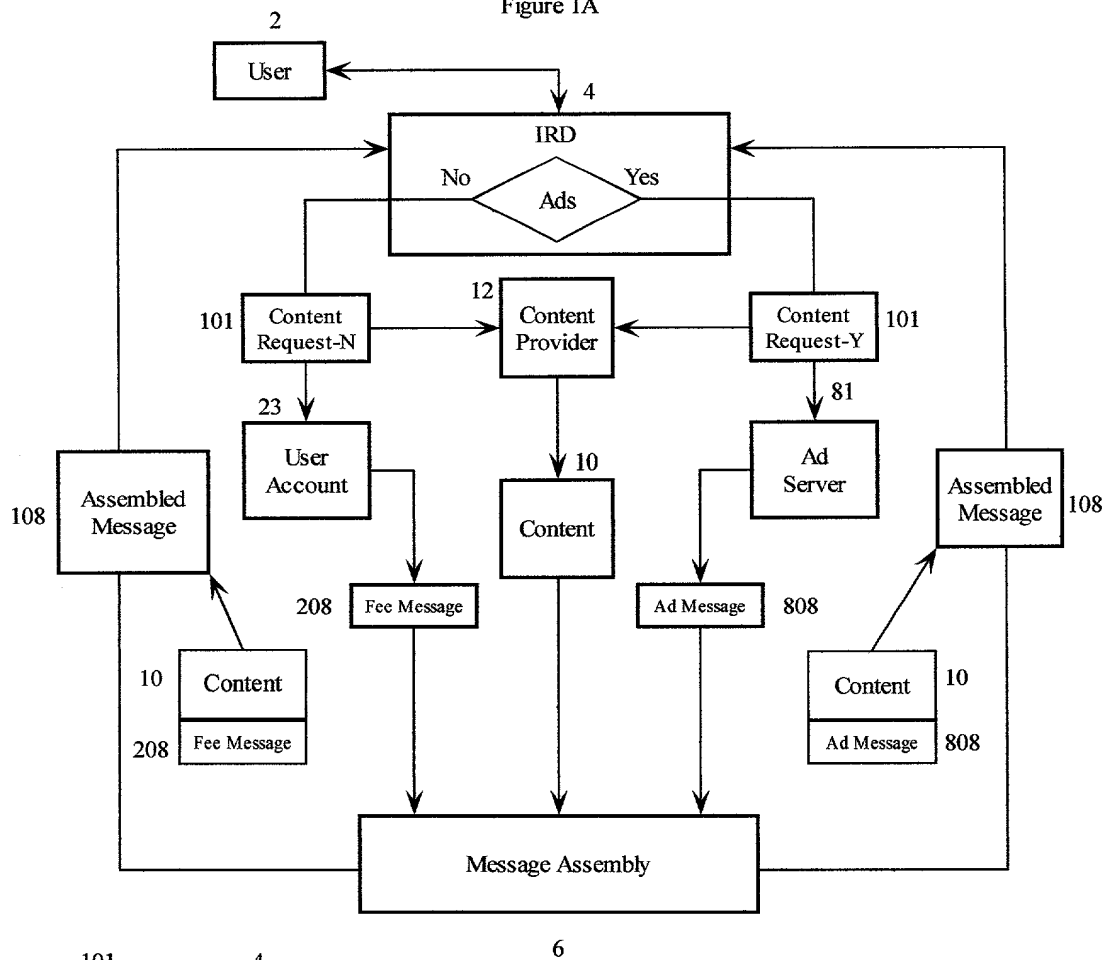 Figure 1A
2
User
4
IRD
No
Yes
Ads
12
101
Content
Request-N
Content
Provider
Content
Request-Y
101
23
81
User
Account
10
Ad
Server
108
Assembled
Message
Content
Assembled
Message
108
208
Fee Message
Ad Message
808
10
Content
Content
10
208
Fee Message
Ad Message
808
Message Assembly
6
101
4